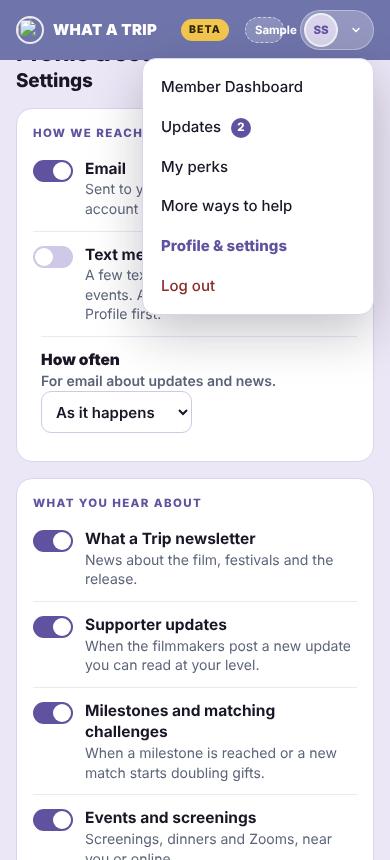 WHAT A TRIP
BETA
Sample
SS
Settings
Member Dashboard
Updates 2
My perks
More ways to help
Profile & settings
Log out
HOW WE REACH
Email
Sent to y
account
Text me
A few tex
events. A
Profile first.
How often
For email about updates and news.
As it happens
WHAT YOU HEAR ABOUT
What a Trip newsletter
News about the film, festivals and the
release.
Supporter updates
When the filmmakers post a new update
you can read at your level.
Milestones and matching
challenges
When a milestone is reached or a new
match starts doubling gifts.
Events and screenings
Screenings, dinners and Zooms, near
you or online